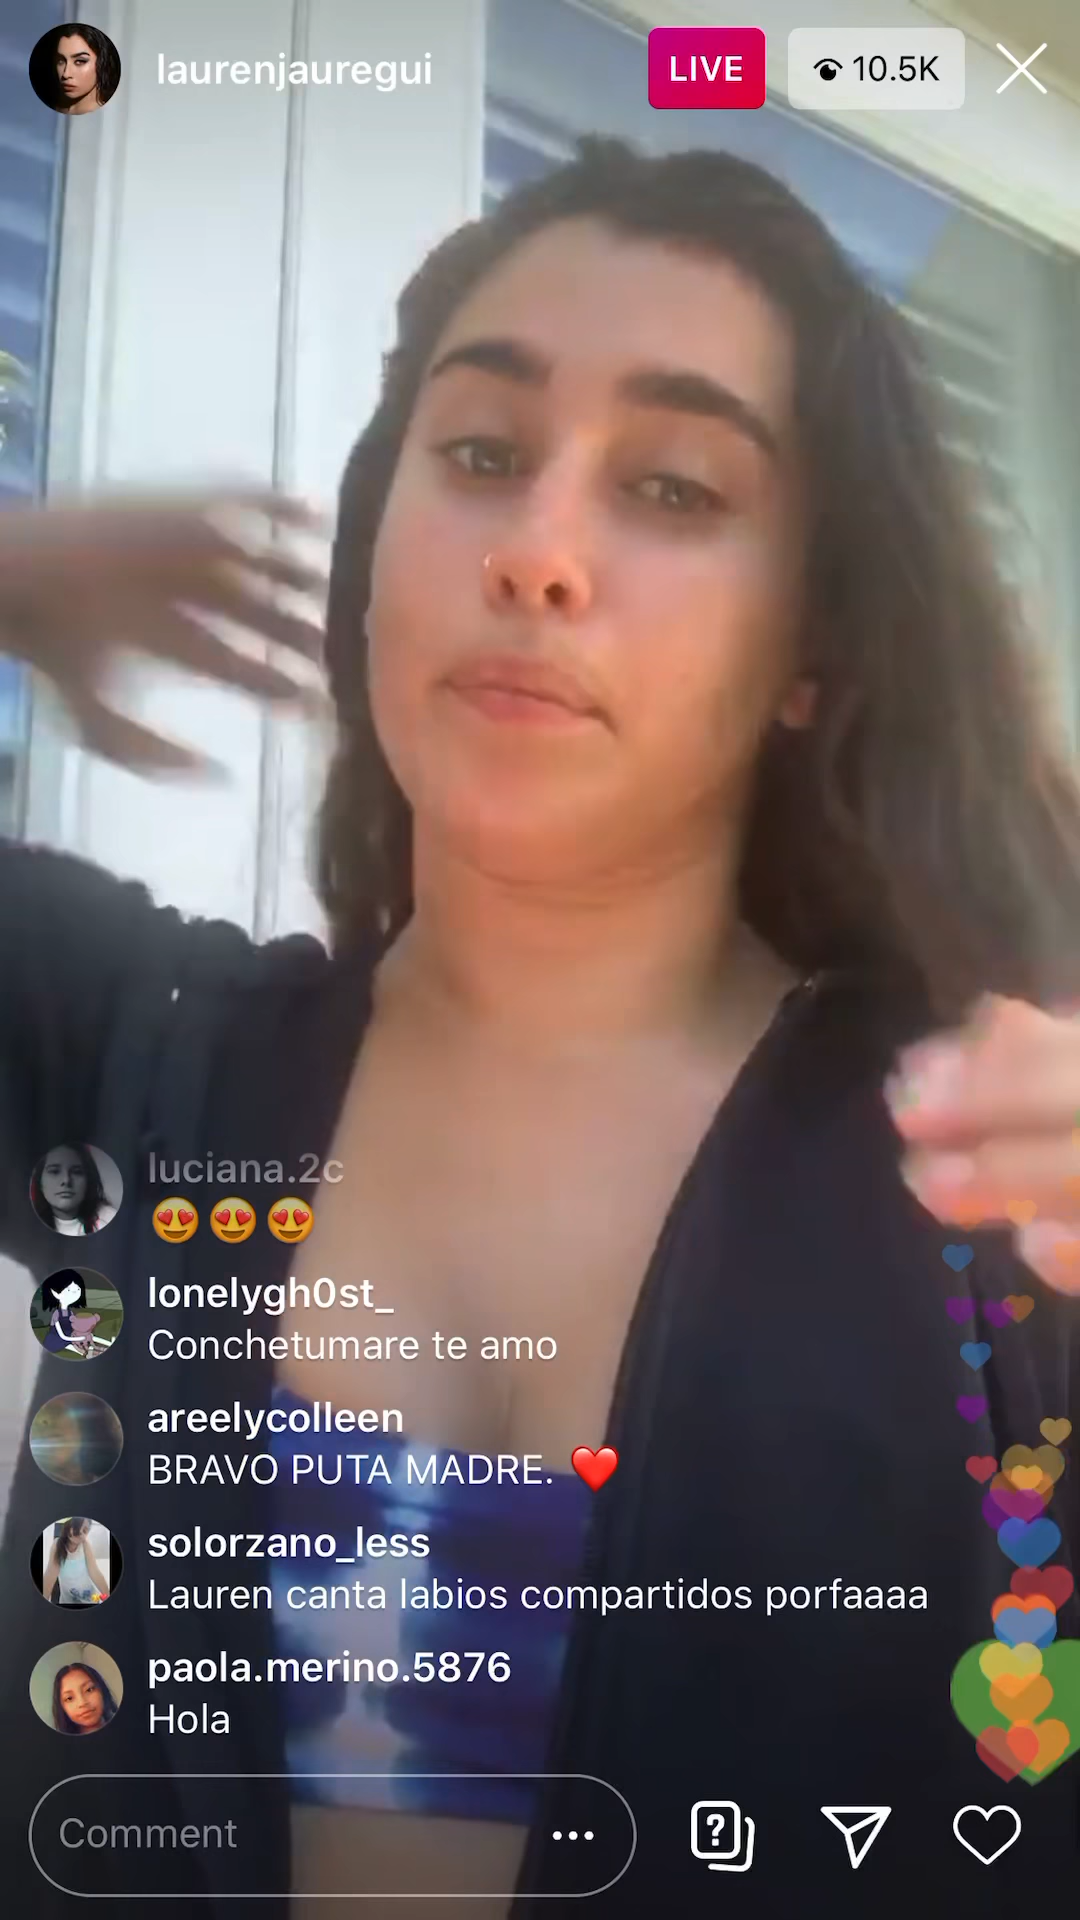 laurenjauregui
LIVE
10.5K
luciana.2c
😍😍😍
lonelygh0st_
Conchetumare te amo
areelycolleen
BRAVO PUTA MADRE. ❤️
solorzano_less
Lauren canta labios compartidos porfaaaa
paola.merino.5876
Hola
Comment